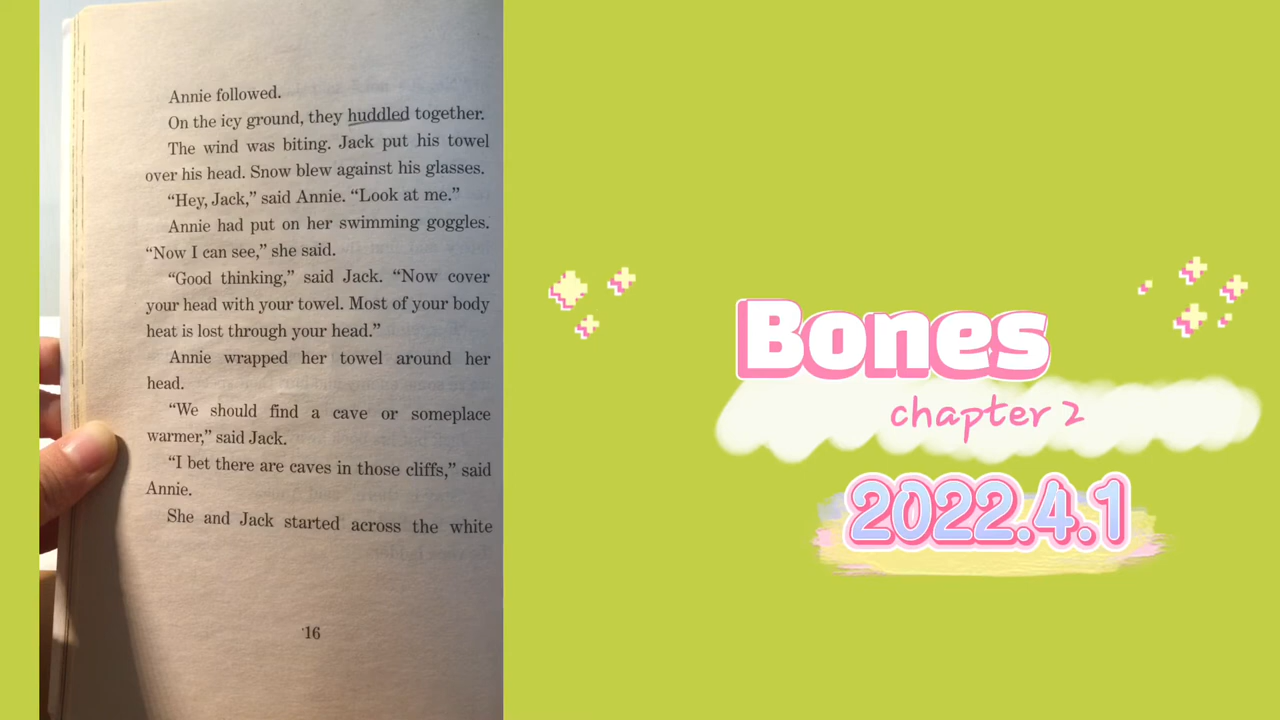 Annie followed.
On the icy ground, they huddled together.
The wind was biting. Jack put his towel
over his head. Snow blew against his glasses.
“Hey, Jack,” said Annie. “Look at me.”
Annie had put on her swimming goggles.
“Now I can see,” she said.
“Good thinking,” said Jack. “Now cover
your head with your towel. Most of your body
heat is lost through your head.”
Annie wrapped her towel around her
head.
“We should find a cave or someplace
warmer,” said Jack.
“I bet there are caves in those cliffs,” said
Annie.
She and Jack started across the white
16
Bones
chapter 2
2022.4.1